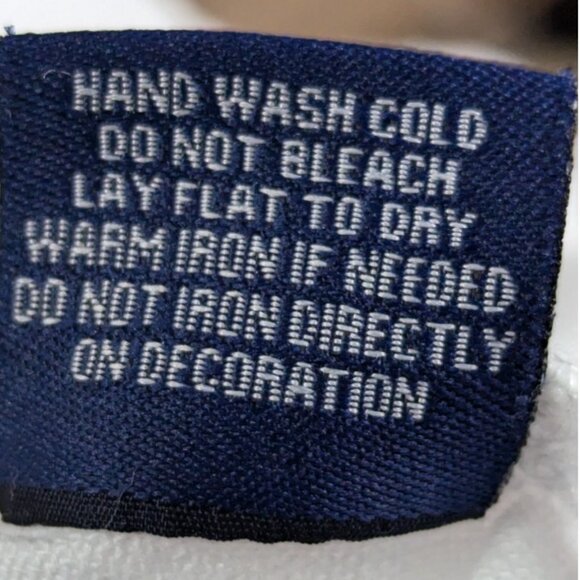 HAND WASH COLD
DO NOT BLEACH
LAY FLAT TO DRY
WARM IRON IF NEEDED
DO NOT IRON DIRECTLY
ON DECORATION